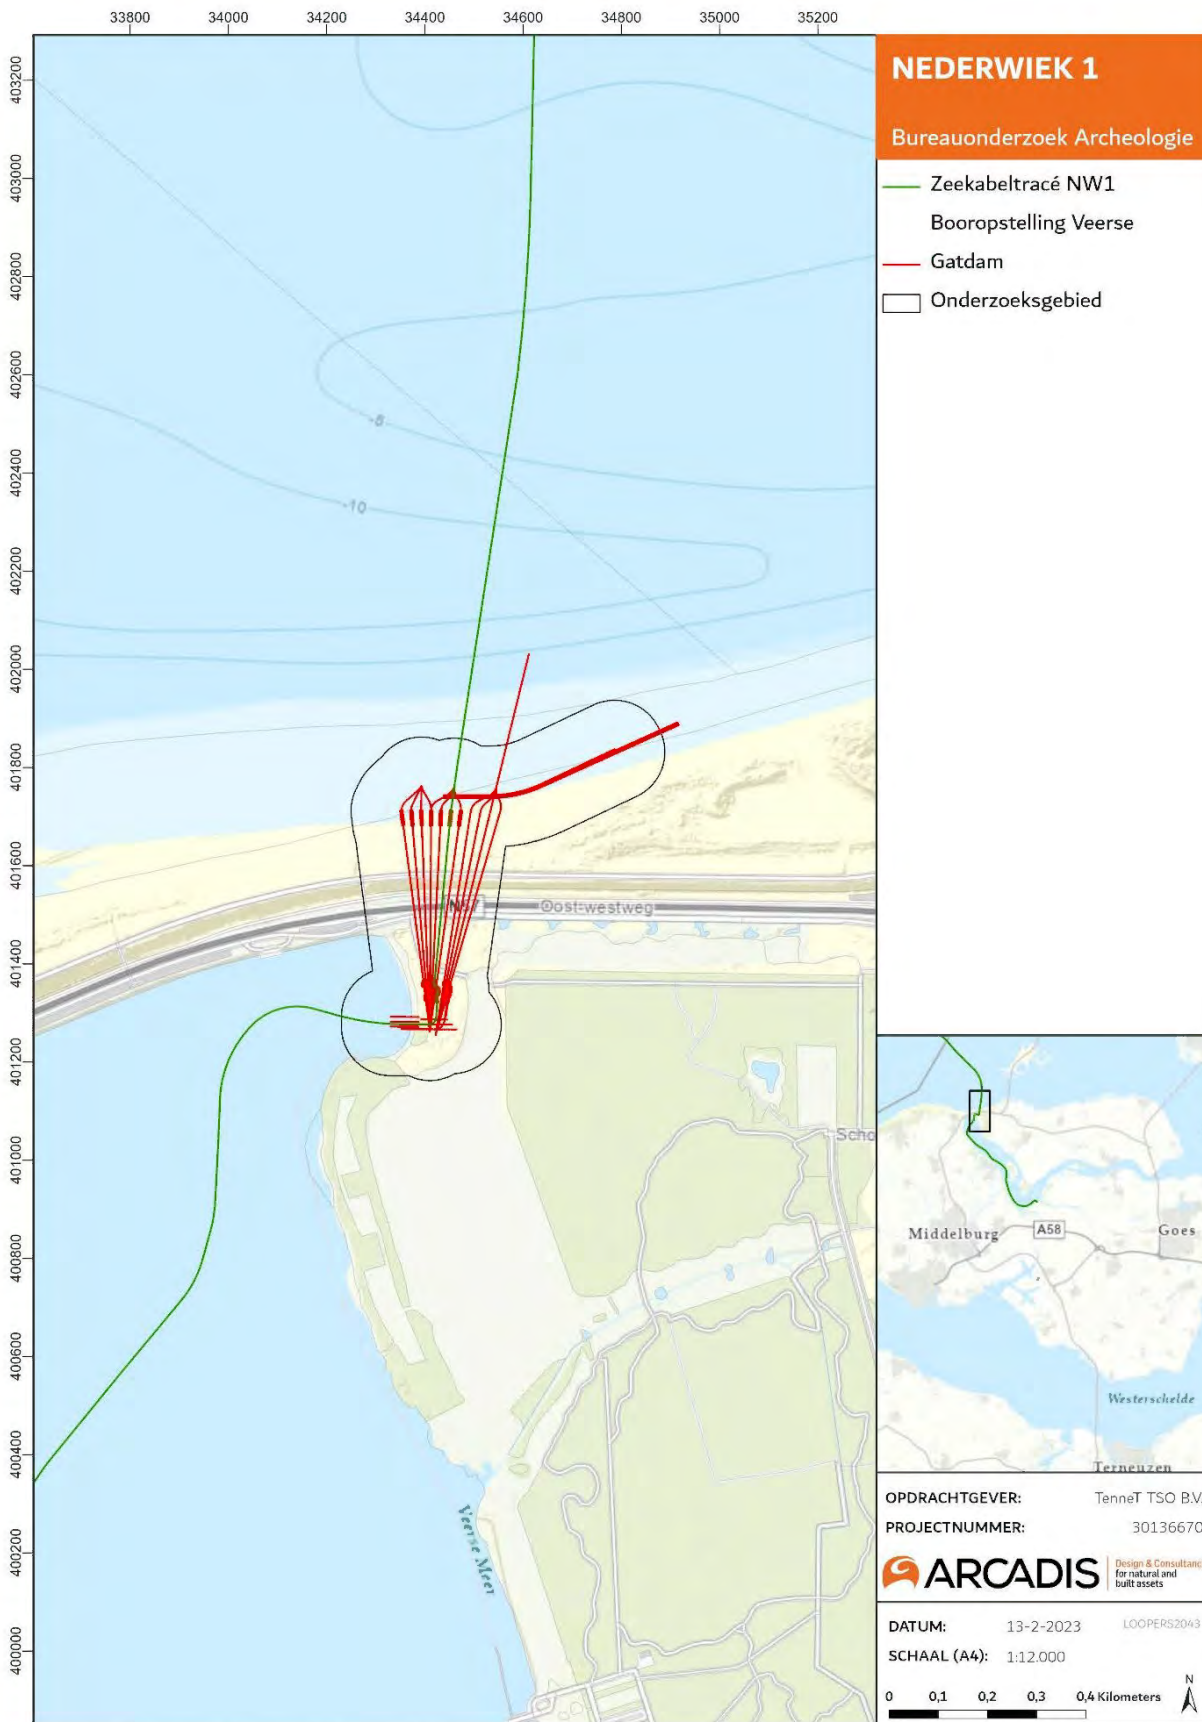 33800 34000 34200 34400 34600 34800 35000 35200
403200
403000
402800
402600
402400
402200
402000
401800
401600
401400
401200
401000
400800
400600
400400
400200
400000
-8
-10
Oost-westweg
Scho
Veerse Meer
NEDERWIEK 1
Bureauonderzoek Archeologie
Zeekabeltracé NW1
Booropstelling Veerse
Gatdam
Onderzoeksgebied
Middelburg
A58
Goes
Westerschelde
Terneuzen
OPDRACHTGEVER: TenneT TSO B.V.
PROJECTNUMMER: 30136670
ARCADIS
Design & Consultanc
for natural and
built assets
DATUM: 13-2-2023
LOOPERS2043
SCHAAL (A4): 1:12.000
0 0,1 0,2 0,3 0,4 Kilometers
N